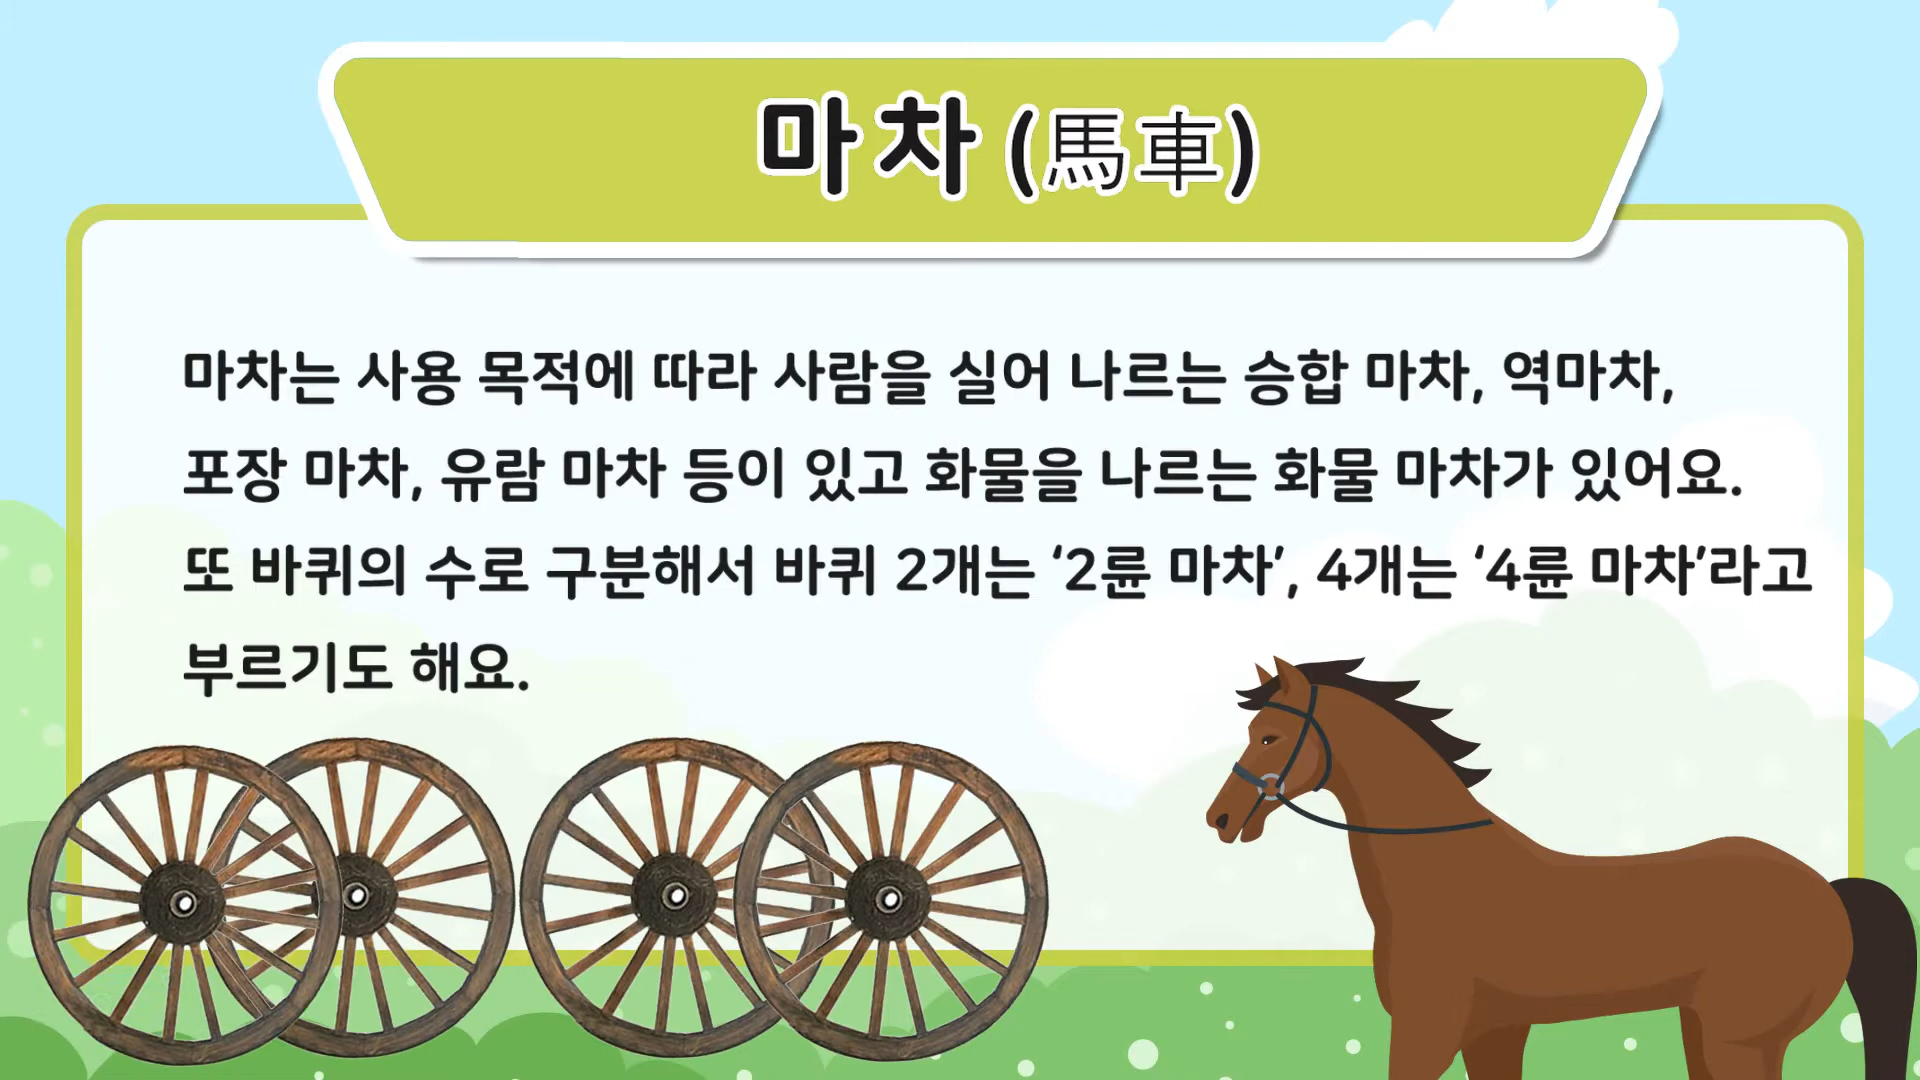 마차 (馬車)
마차는 사용 목적에 따라 사람을 실어 나르는 승합 마차, 역마차,
포장 마차, 유람 마차 등이 있고 화물을 나르는 화물 마차가 있어요.
또 바퀴의 수로 구분해서 바퀴 2개는 ‘2륜 마차’, 4개는 ‘4륜 마차’라고
부르기도 해요.